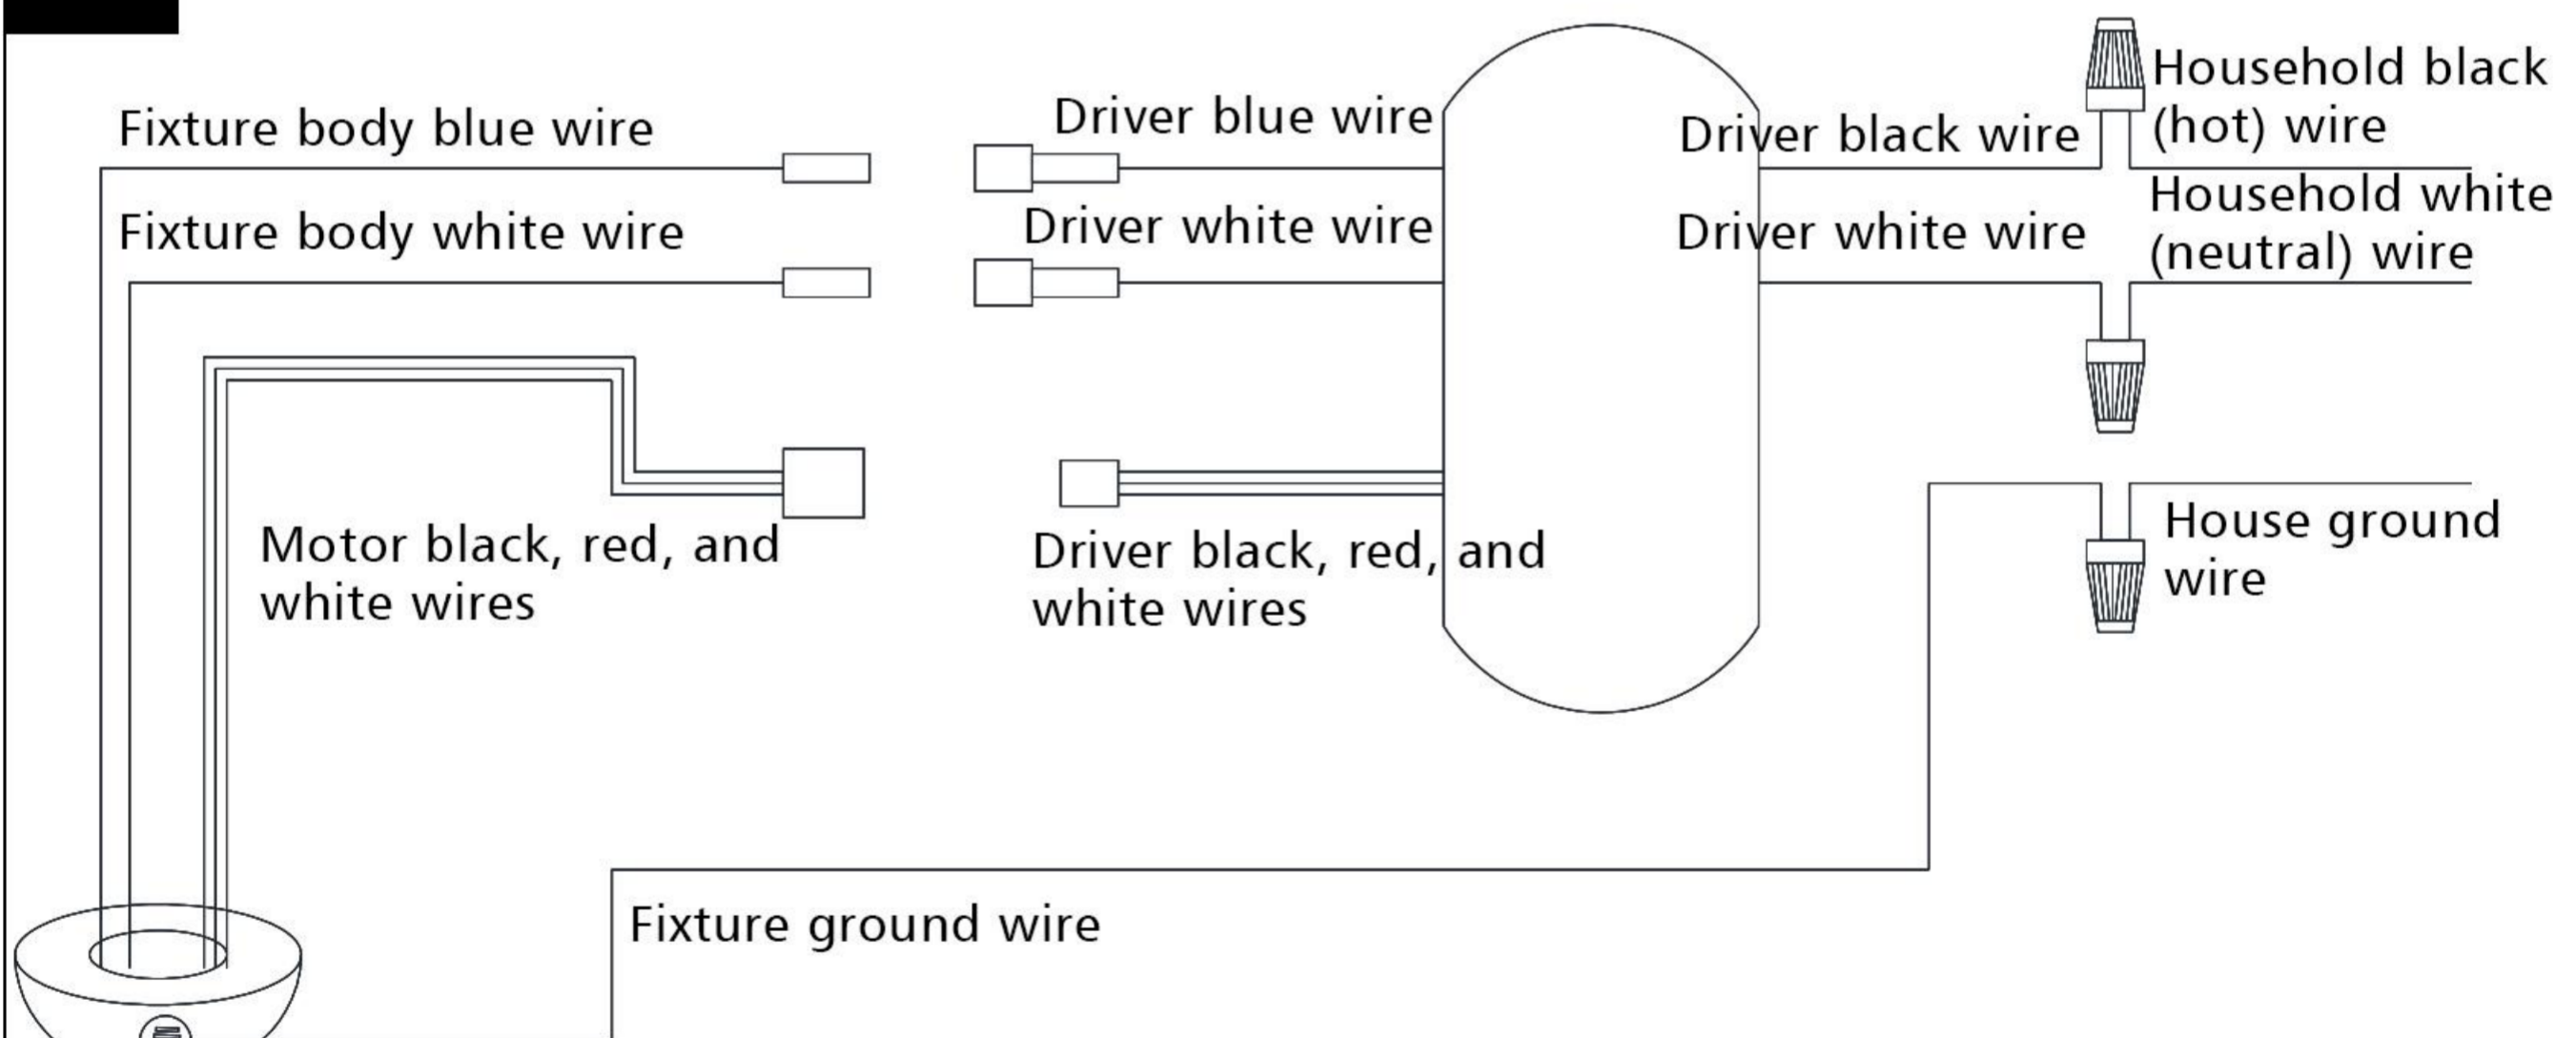 Fixture body blue wire
Driver blue wire
Driver black wire
Household black
(hot) wire
Fixture body white wire
Driver white wire
Driver white wire
Household white
(neutral) wire
Motor black, red, and
white wires
Driver black, red, and
white wires
House ground
wire
Fixture ground wire